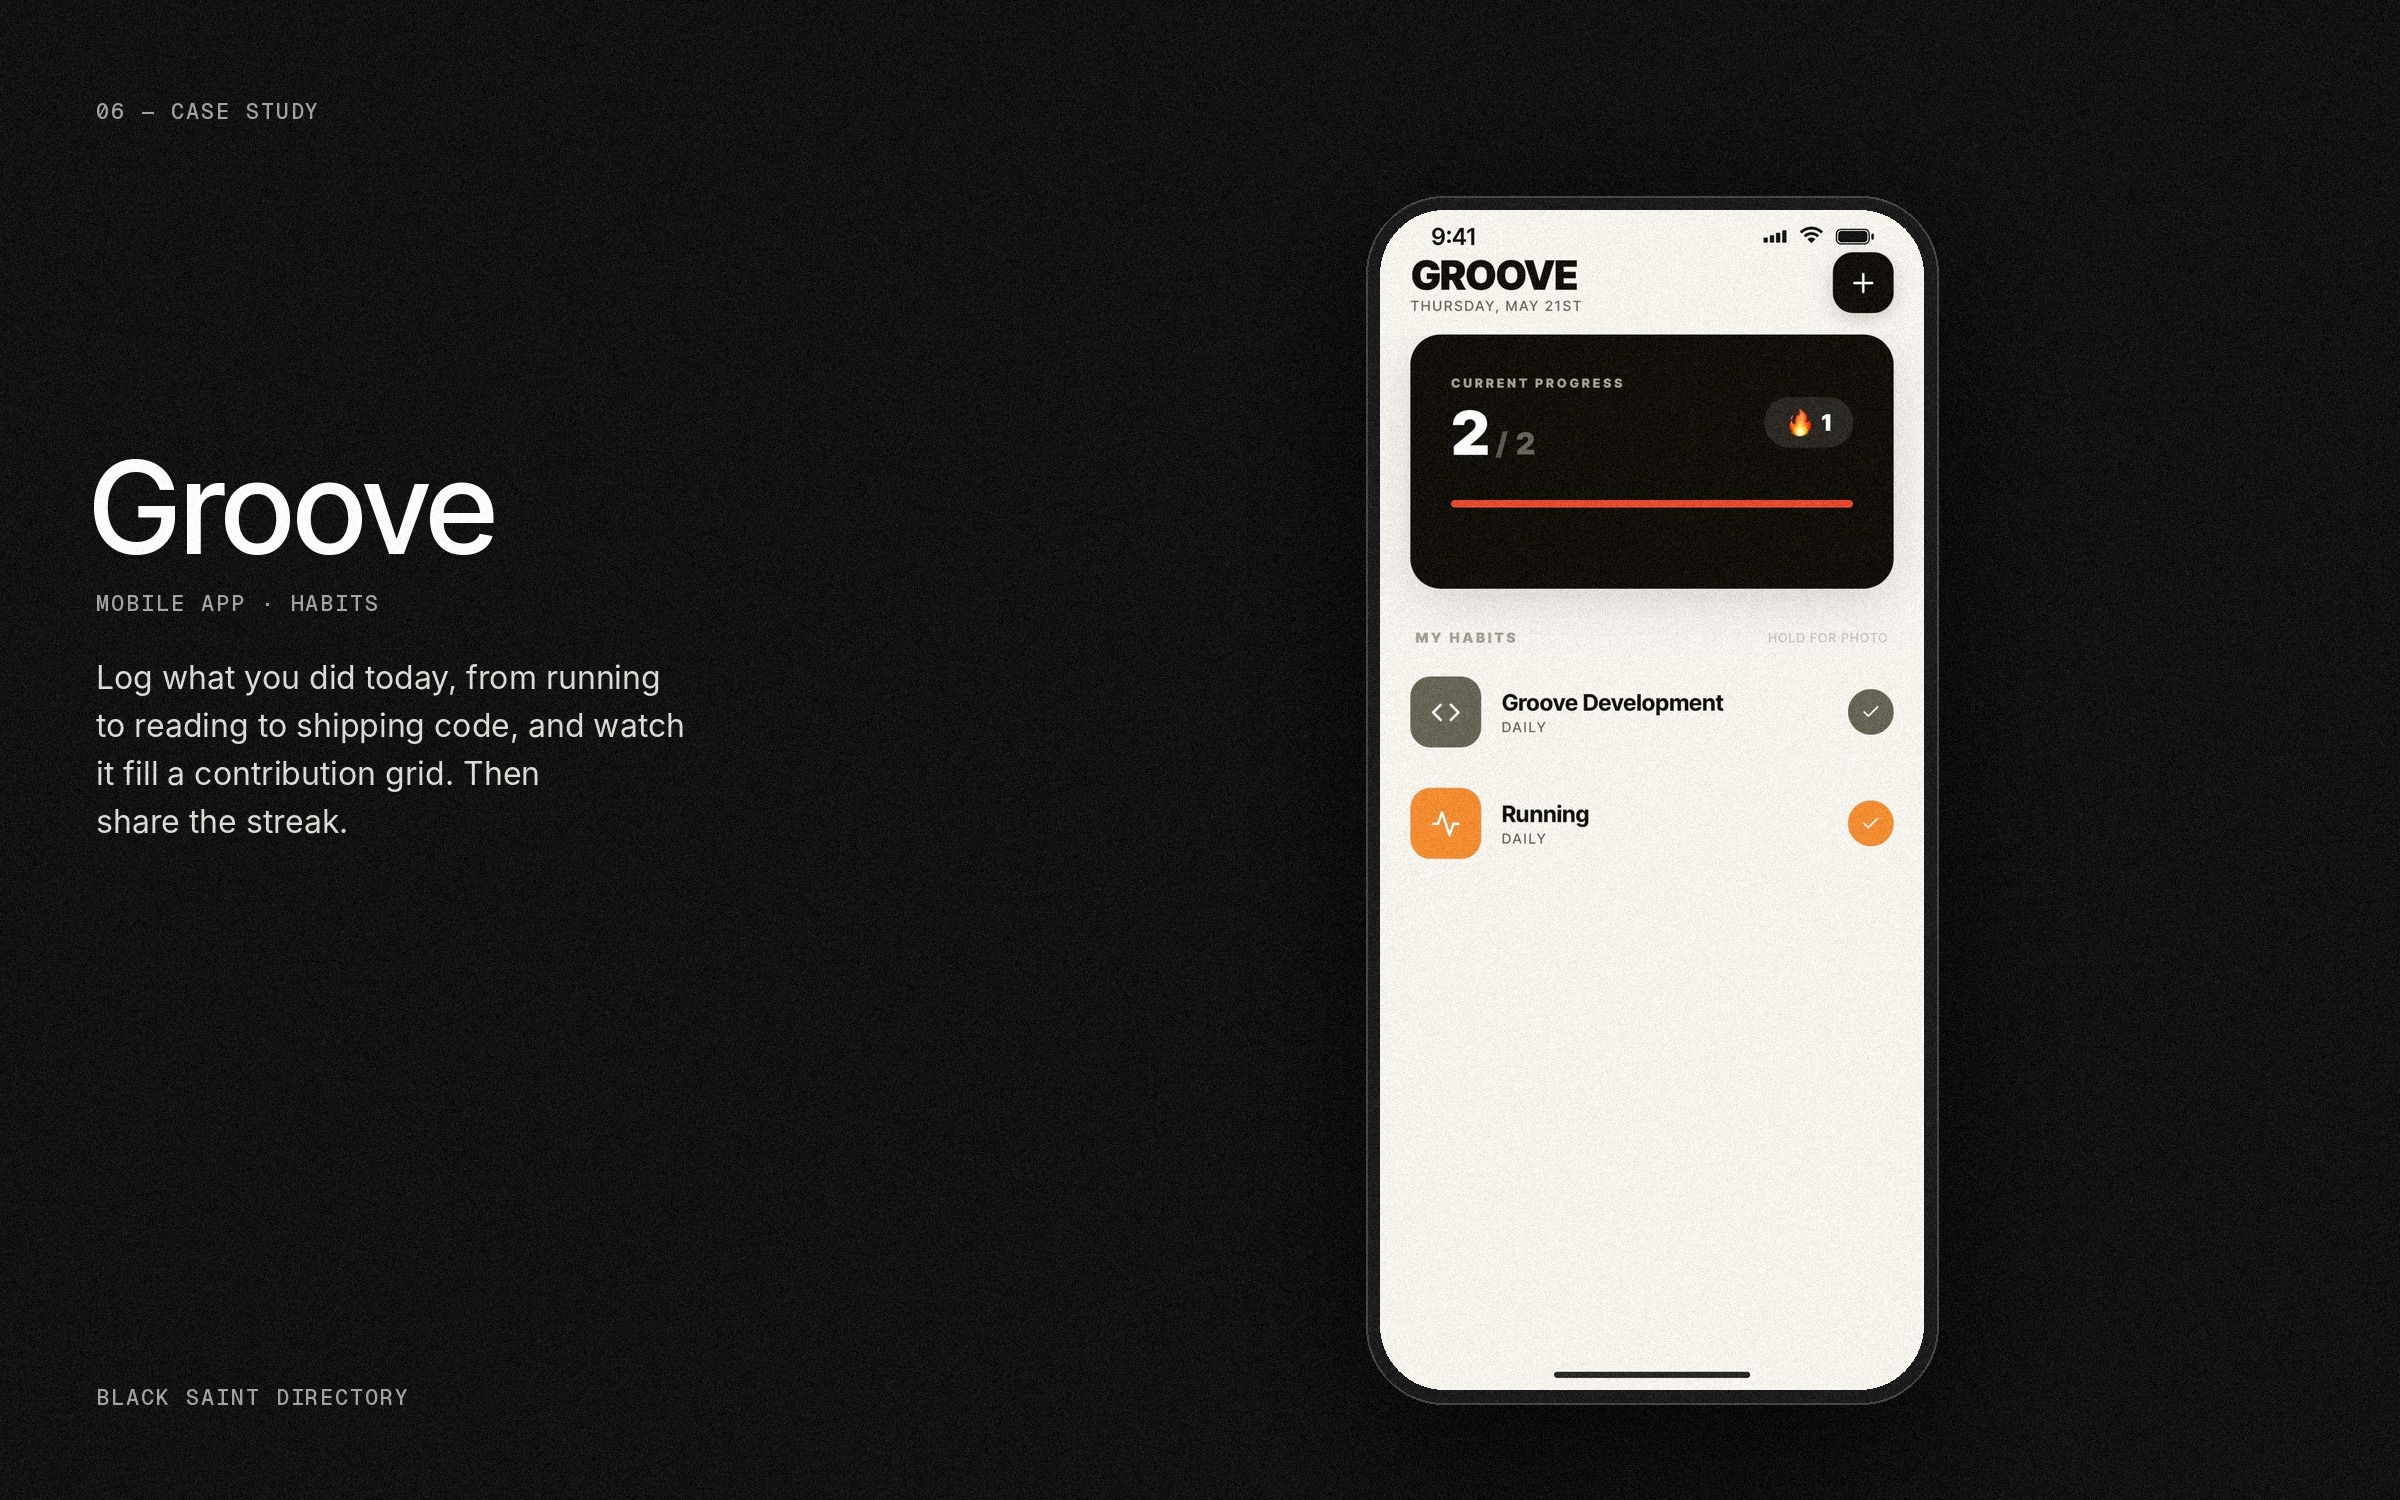 06 — CASE STUDY
Groove
MOBILE APP · HABITS
Log what you did today, from running
to reading to shipping code, and watch
it fill a contribution grid. Then
share the streak.
BLACK SAINT DIRECTORY
9:41
GROOVE
THURSDAY, MAY 21ST
CURRENT PROGRESS
2 / 2
🔥 1
MY HABITS
HOLD FOR PHOTO
Groove Development
DAILY
Running
DAILY